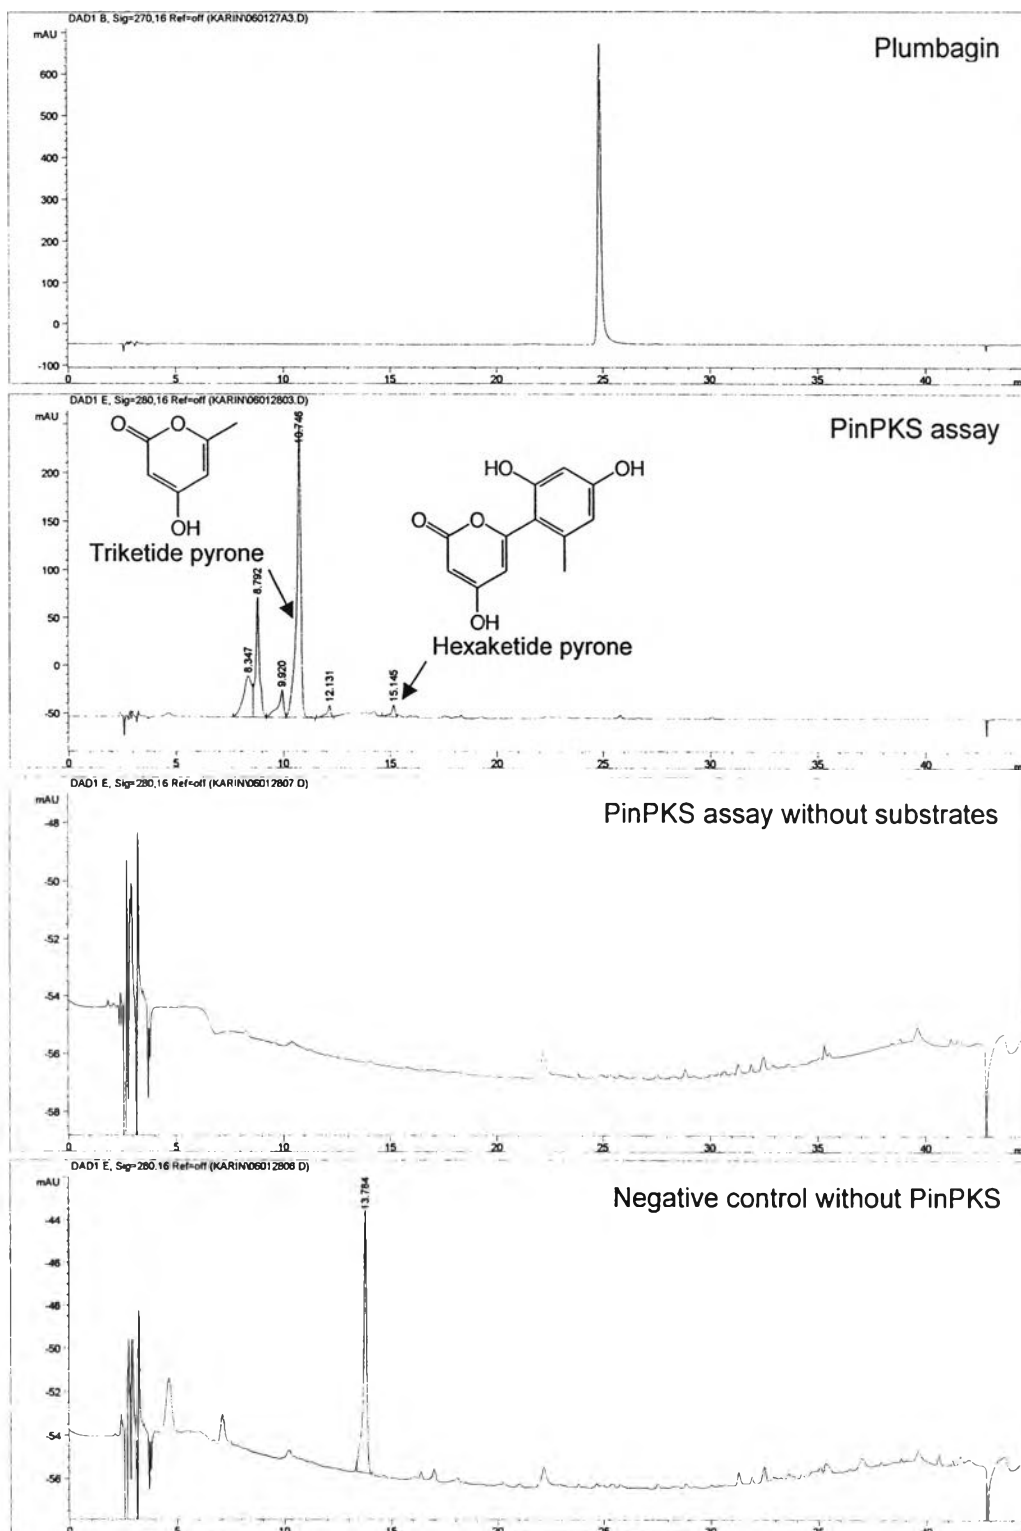 DAD1 B, Sig=270,16 Ref=off (KARIN\060127A3.D)
mAU
Plumbagin
600
500
400
300
200
100
0
-100
0 5 10 15 20 25 30 35 40 m
DAD1 E, Sig=280,16 Ref=off (KARIN\06012803.D)
mAU
PinPKS assay
10.746
O
O
OH
Triketide pyrone
HO
OH
O
O
OH
Hexaketide pyrone
8.347
8.792
9.920
12.131
15.145
200
150
100
50
0
-50
0 5 10 15 20 25 30 35 40 m
DAD1 E, Sig=280,16 Ref=off (KARIN\06012807.D)
mAU
PinPKS assay without substrates
-48
-50
-52
-54
-56
-58
0 5 10 15 20 25 30 35 40 m
DAD1 E, Sig=280,16 Ref=off (KARIN\06012806.D)
mAU
Negative control without PinPKS
13.784
-44
-46
-48
-50
-52
-54
-56
0 5 10 15 20 25 30 35 40